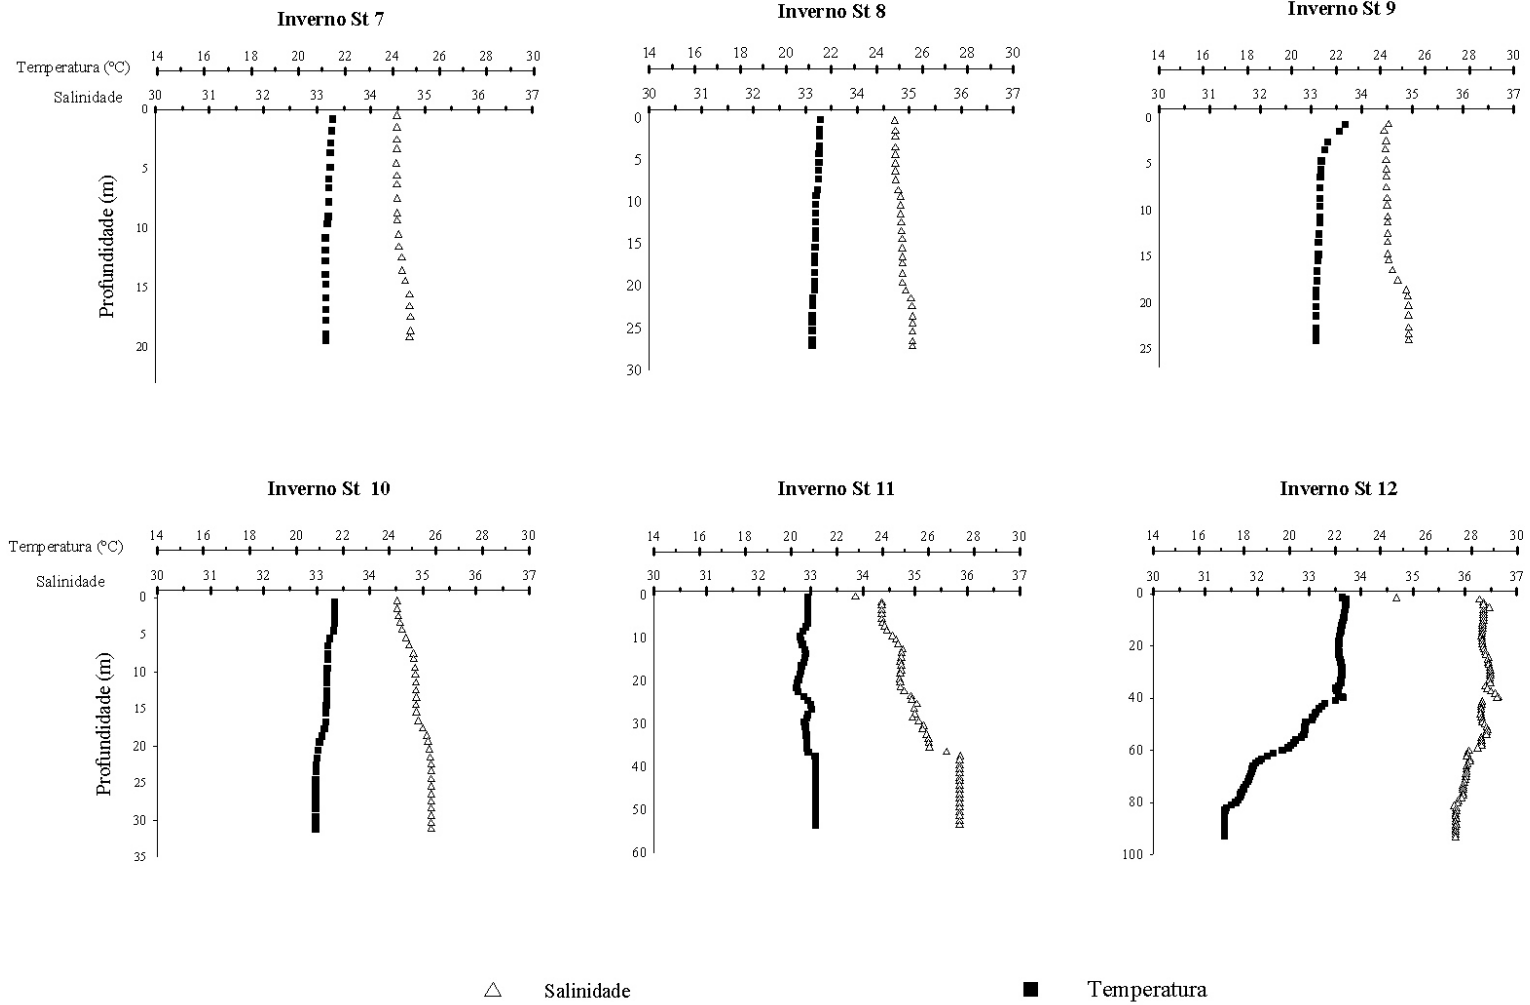 Inverno St 7
Inverno St 8
Inverno St 9
Temperatura (°C)
14 16 18 20 22 24 26 28 30
14 16 18 20 22 24 26 28 30
14 16 18 20 22 24 26 28 30
Salinidade
30 31 32 33 34 35 36 37
30 31 32 33 34 35 36 37
30 31 32 33 34 35 36 37
Profundidade (m)
0
5
10
15
20
0
5
10
15
20
25
30
0
5
10
15
20
25
Inverno St 10
Inverno St 11
Inverno St 12
Temperatura (°C)
14 16 18 20 22 24 26 28 30
14 16 18 20 22 24 26 28 30
14 16 18 20 22 24 26 28 30
Salinidade
30 31 32 33 34 35 36 37
30 31 32 33 34 35 36 37
30 31 32 33 34 35 36 37
Profundidade (m)
0
5
10
15
20
25
30
35
0
10
20
30
40
50
60
0
20
40
60
80
100
Salinidade
Temperatura